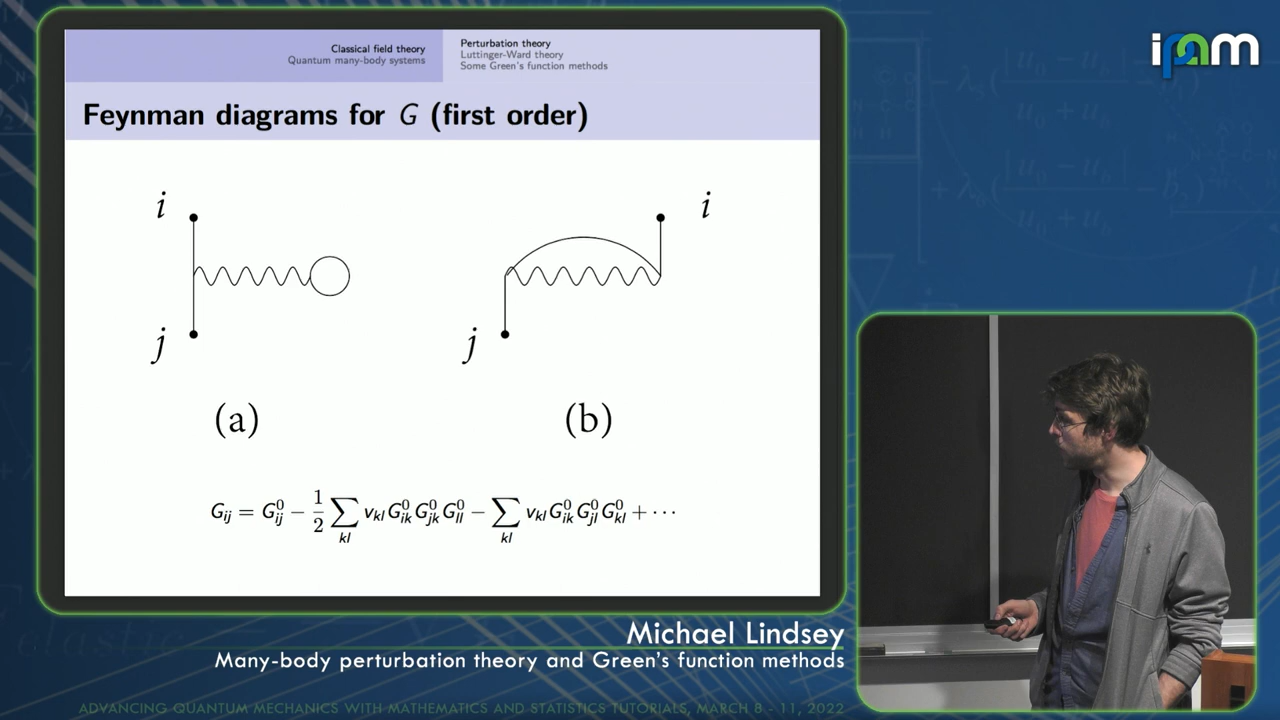 Classical field theory
Quantum many-body systems
Perturbation theory
Luttinger-Ward theory
Some Green's function methods
ipam
Feynman diagrams for G (first order)
i
j
i
j
(a)
(b)
G_{ij} = G^0_{ij} − \frac{1}{2} \sum_{kl} v_{kl} G^0_{ik} G^0_{jk} G^0_{ll} − \sum_{kl} v_{kl} G^0_{ik} G^0_{jl} G^0_{kl} + ⋯
Michael Lindsey
Many-body perturbation theory and Green's function methods
ADVANCING QUANTUM MECHANICS WITH MATHEMATICS AND STATISTICS TUTORIALS, MARCH 8 - 11, 2022